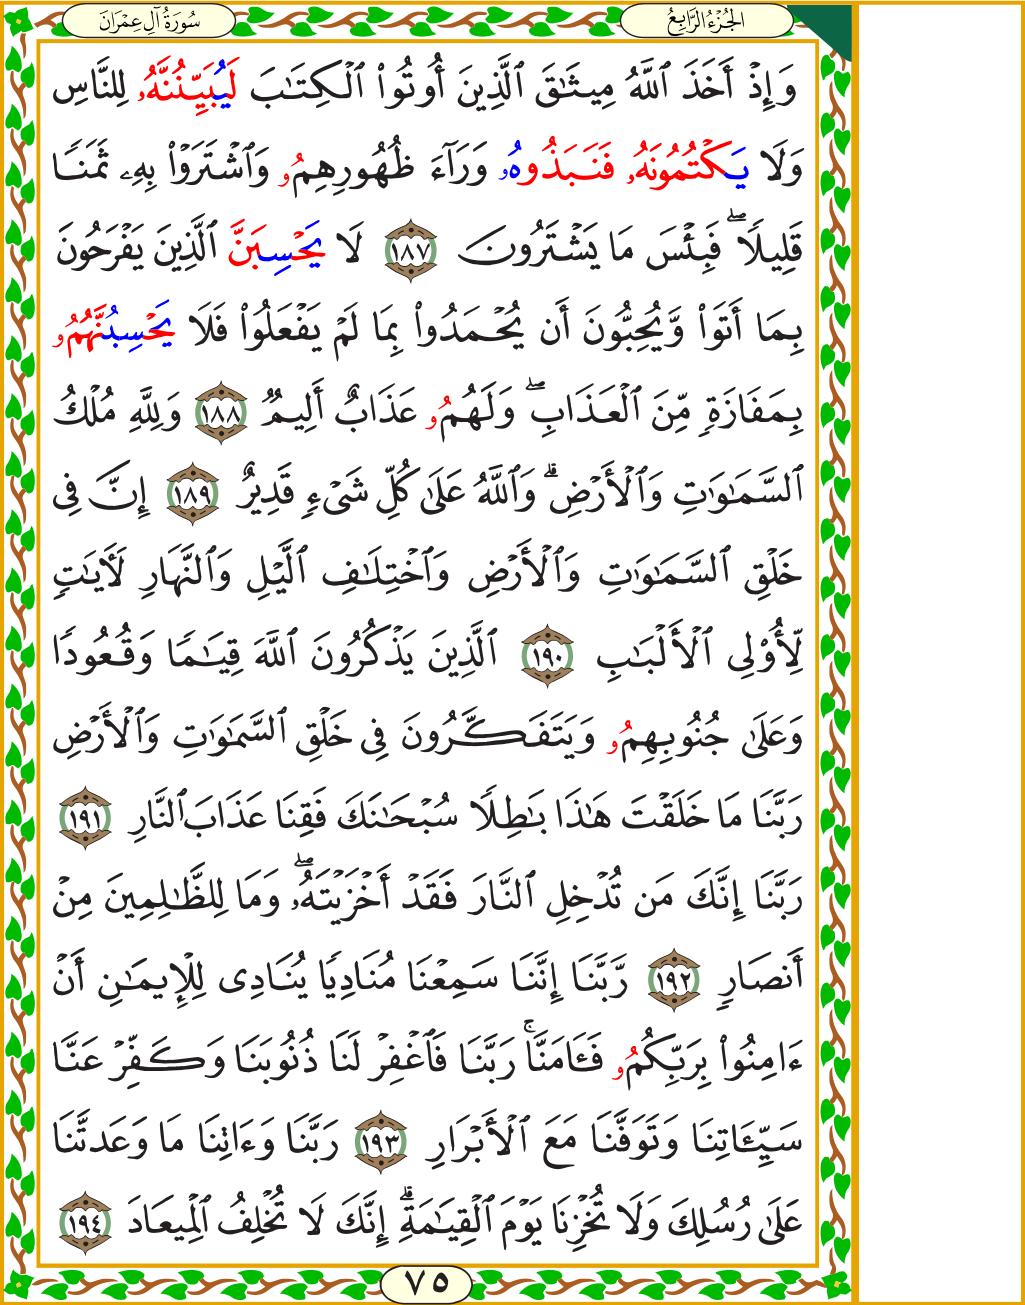 الجُزْءُ الرَّابِعُ
سُورَةُ آلِ عِمْرَانَ
وَإِذْ أَخَذَ ٱللَّهُ مِيثَٰقَ ٱلَّذِينَ أُوتُوا۟ ٱلْكِتَٰبَ لَيُبَيِّنُنَّهُۥ لِلنَّاسِ
وَلَا يَكْتُمُونَهُۥ فَنَبَذُوهُۥ وَرَآءَ ظُهُورِهِمُۥ وَٱشْتَرَوْا۟ بِهِۦ ثَمَنًا
قَلِيلًا ۖ فَبِئْسَ مَا يَشْتَرُونَ ١٨٧ لَا يَحْسِبَنَّ ٱلَّذِينَ يَفْرَحُونَ
بِمَا أَتَوا۟ وَّيُحِبُّونَ أَن يُحْمَدُوا۟ بِمَا لَمْ يَفْعَلُوا۟ فَلَا يَحْسِبُنَّهُمُۥ
بِمَفَازَةٍ مِّنَ ٱلْعَذَابِ ۖ وَلَهُمُۥ عَذَابٌ أَلِيمٌ ١٨٨ وَلِلَّهِ مُلْكُ
ٱلسَّمَٰوَٰتِ وَٱلْأَرْضِ ۗ وَٱللَّهُ عَلَىٰ كُلِّ شَىْءٍ قَدِيرٌ ١٨٩ إِنَّ فِى
خَلْقِ ٱلسَّمَٰوَٰتِ وَٱلْأَرْضِ وَٱخْتِلَٰفِ ٱلَّيْلِ وَٱلنَّهَارِ لَءَايَٰتٍ
لِّأُو۟لِى ٱلْأَلْبَٰبِ ١٩٠ ٱلَّذِينَ يَذْكُرُونَ ٱللَّهَ قِيَٰمًا وَقُعُودًا
وَعَلَىٰ جُنُوبِهِمُۥ وَيَتَفَكَّرُونَ فِى خَلْقِ ٱلسَّمَٰوَٰتِ وَٱلْأَرْضِ
رَبَّنَا مَا خَلَقْتَ هَٰذَا بَٰطِلًا سُبْحَٰنَكَ فَقِنَا عَذَابَ ٱلنَّارِ ١٩١
رَبَّنَا إِنَّكَ مَن تُدْخِلِ ٱلنَّارَ فَقَدْ أَخْزَيْتَهُۥ ۖ وَمَا لِلظَّٰلِمِينَ مِنْ
أَنصَارٍ ١٩٢ رَّبَّنَا إِنَّنَا سَمِعْنَا مُنَادِيًا يُنَادِى لِلْإِيمَٰنِ أَنْ
ءَامِنُوا۟ بِرَبِّكُمُۥ فَـَٔامَنَّا ۚ رَبَّنَا فَٱغْفِرْ لَنَا ذُنُوبَنَا وَكَفِّرْ عَنَّا
سَيِّـَٔاتِنَا وَتَوَفَّنَا مَعَ ٱلْأَبْرَارِ ١٩٣ رَبَّنَا وَءَاتِنَا مَا وَعَدتَّنَا
عَلَىٰ رُسُلِكَ وَلَا تُخْزِنَا يَوْمَ ٱلْقِيَٰمَةِ ۗ إِنَّكَ لَا تُخْلِفُ ٱلْمِيعَادَ ١٩٤
٧٥